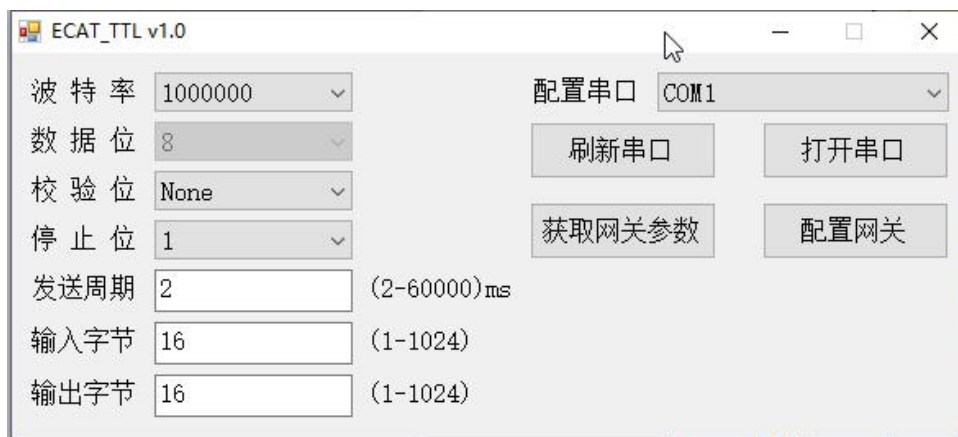 ECAT_TTL v1.0
波特率 1000000 配置串口 COM1
数据位 8 刷新串口 打开串口
校验位 None
停止位 1 获取网关参数 配置网关
发送周期 2 (2-60000)ms
输入字节 16 (1-1024)
输出字节 16 (1-1024)